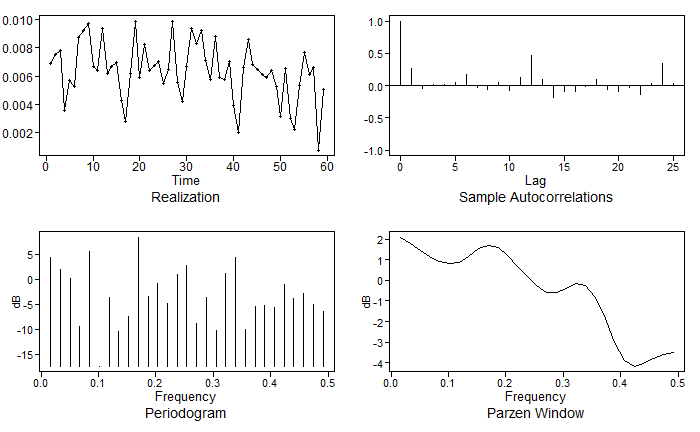 0.010
0.008
0.006
0.004
0.002
0 10 20 30 40 50 60
Time
Realization
1.0
0.5
0.0
-0.5
-1.0
0 5 10 15 20 25
Lag
Sample Autocorrelations
5
0
-5
-10
-15
dB
0.0 0.1 0.2 0.3 0.4 0.5
Frequency
Periodogram
2
1
0
-1
-2
-3
-4
dB
0.0 0.1 0.2 0.3 0.4 0.5
Frequency
Parzen Window